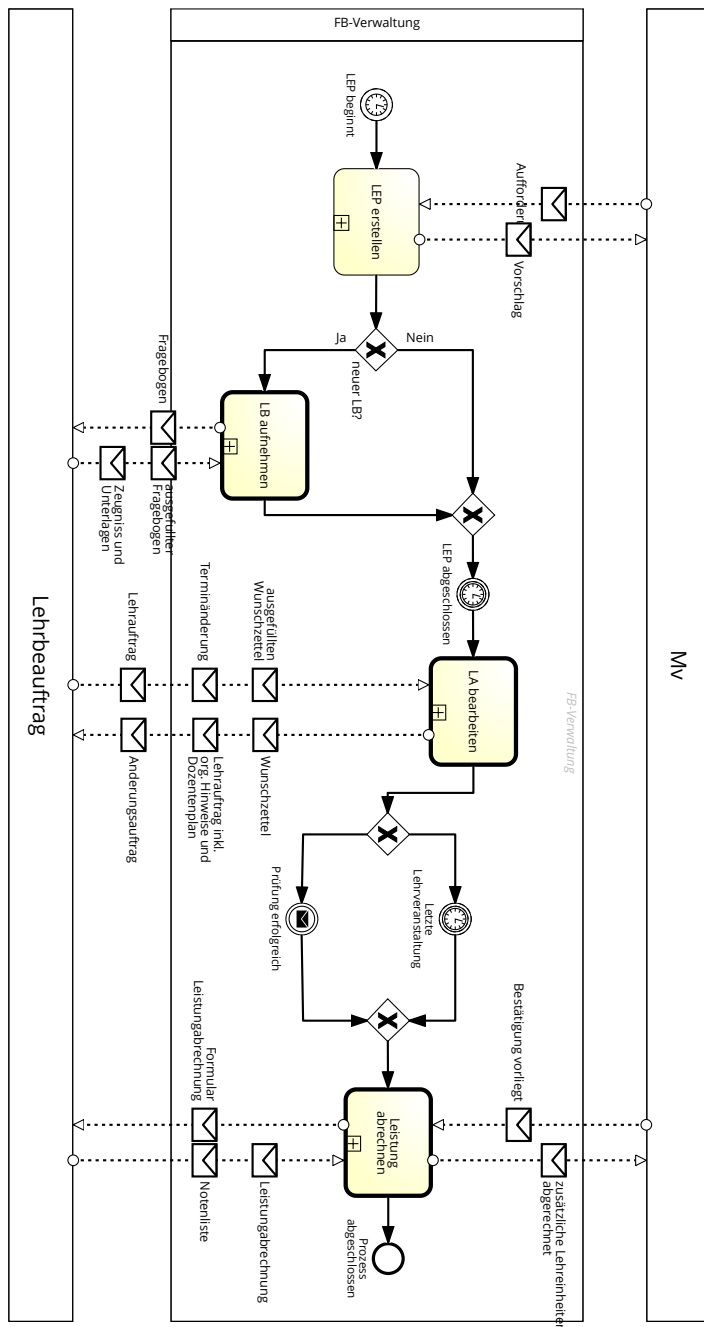 FB-Verwaltung
LEP beginnt
LEP erstellen
Vorschlag
Ja
Nein
neuer LB?
Fragebogen
LB aufnehmen
ausgefüllter
Fragebogen
Zeugniss und
Unterlagen
LEP abgeschlossen
Lehrbeauftrag
Mv
FB-Verwaltung
Lehrauftrag
Terminänderung
ausgefüllten
Wunschzettel
LA bearbeiten
Änderungsauftrag
Lehrauftrag inkl.
org. Hinweise und
Dozentenplan
Wunschzettel
Prüfung erfolgreich
Letzte
Lehrveranstaltung
Bestätigung vorliegt
Formular
Leistungabrechnung
Leistung
abrechnen
Notenliste
Leistungabrechnung
zusätzliche Lehreinheiten
abgerechnet
Prozess
abgeschlossen